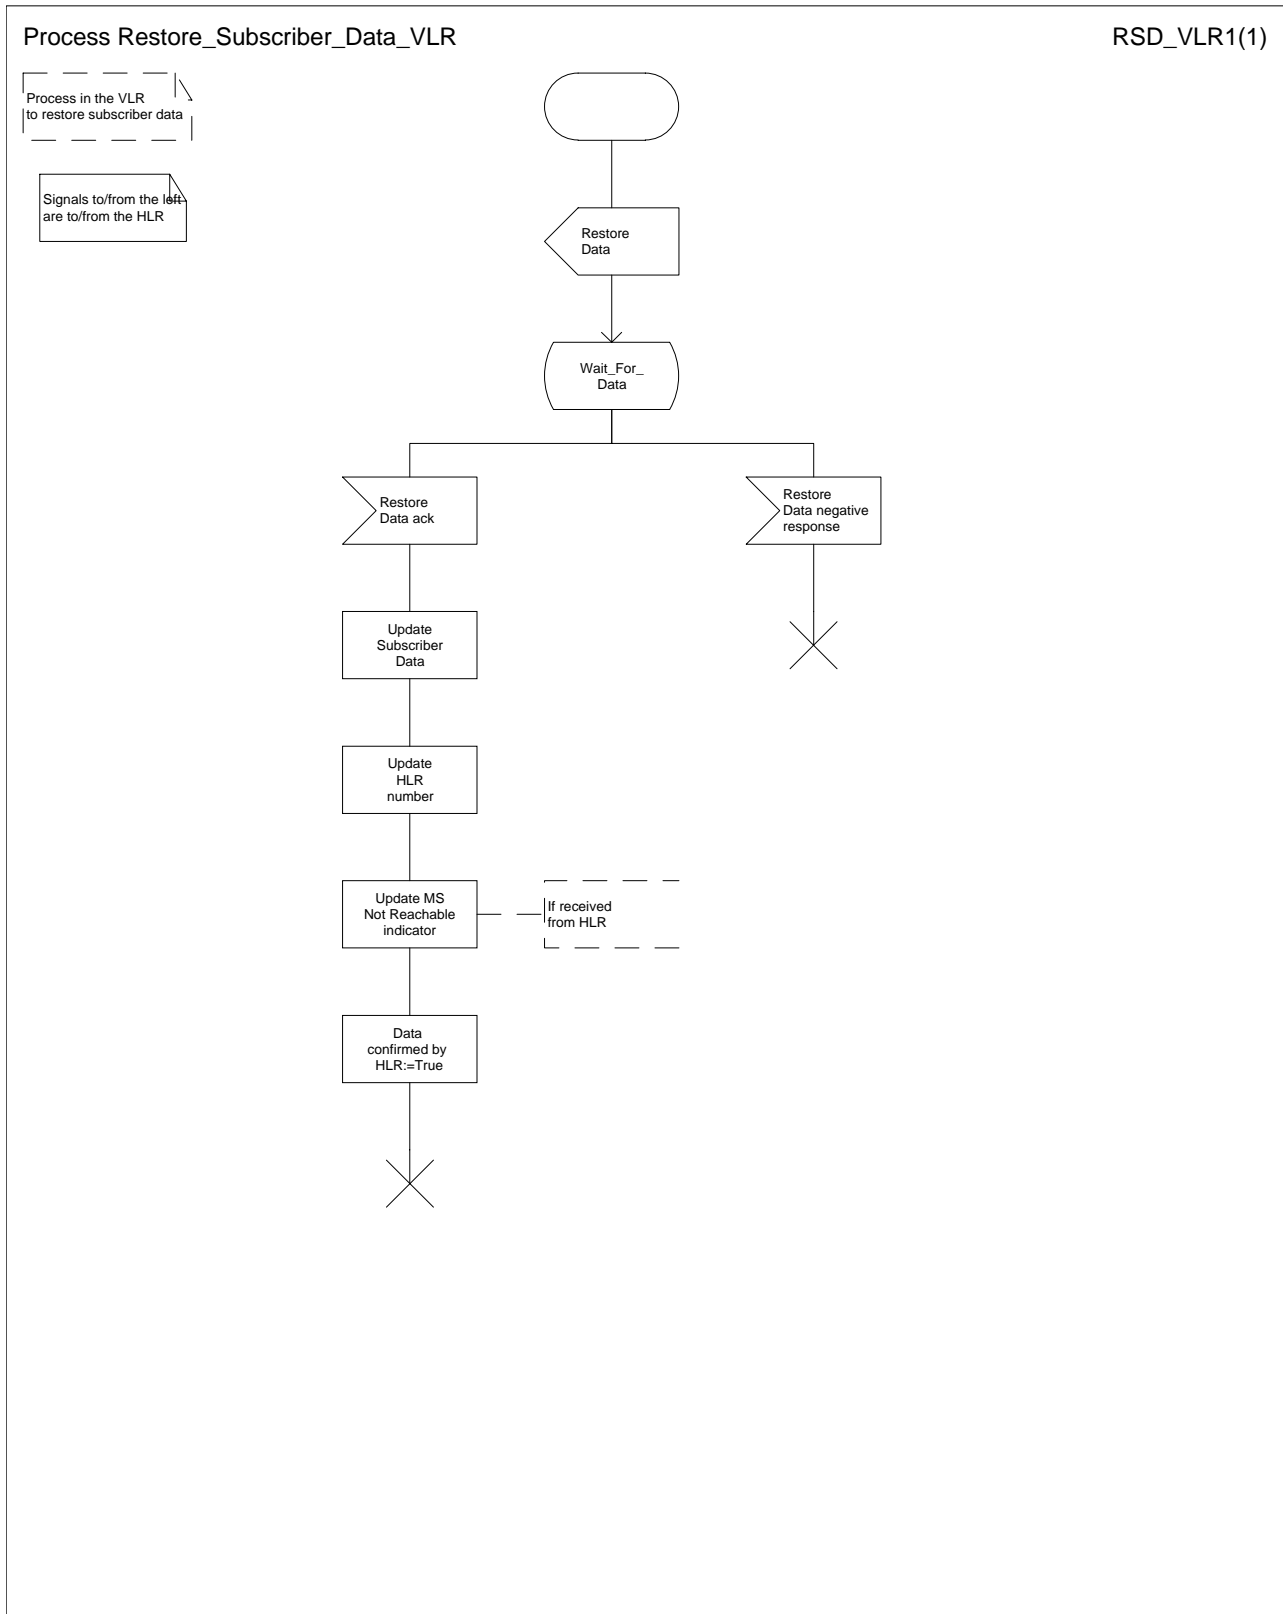 Process Restore_Subscriber_Data_VLR
RSD_VLR1(1)
Process in the VLR
to restore subscriber data
Signals to/from the left
are to/from the HLR
Restore
Data
Wait_For_
Data
Restore
Data ack
Restore
Data negative
response
Update
Subscriber
Data
Update
HLR
number
Update MS
Not Reachable
indicator
If received
from HLR
Data
confirmed by
HLR:=True